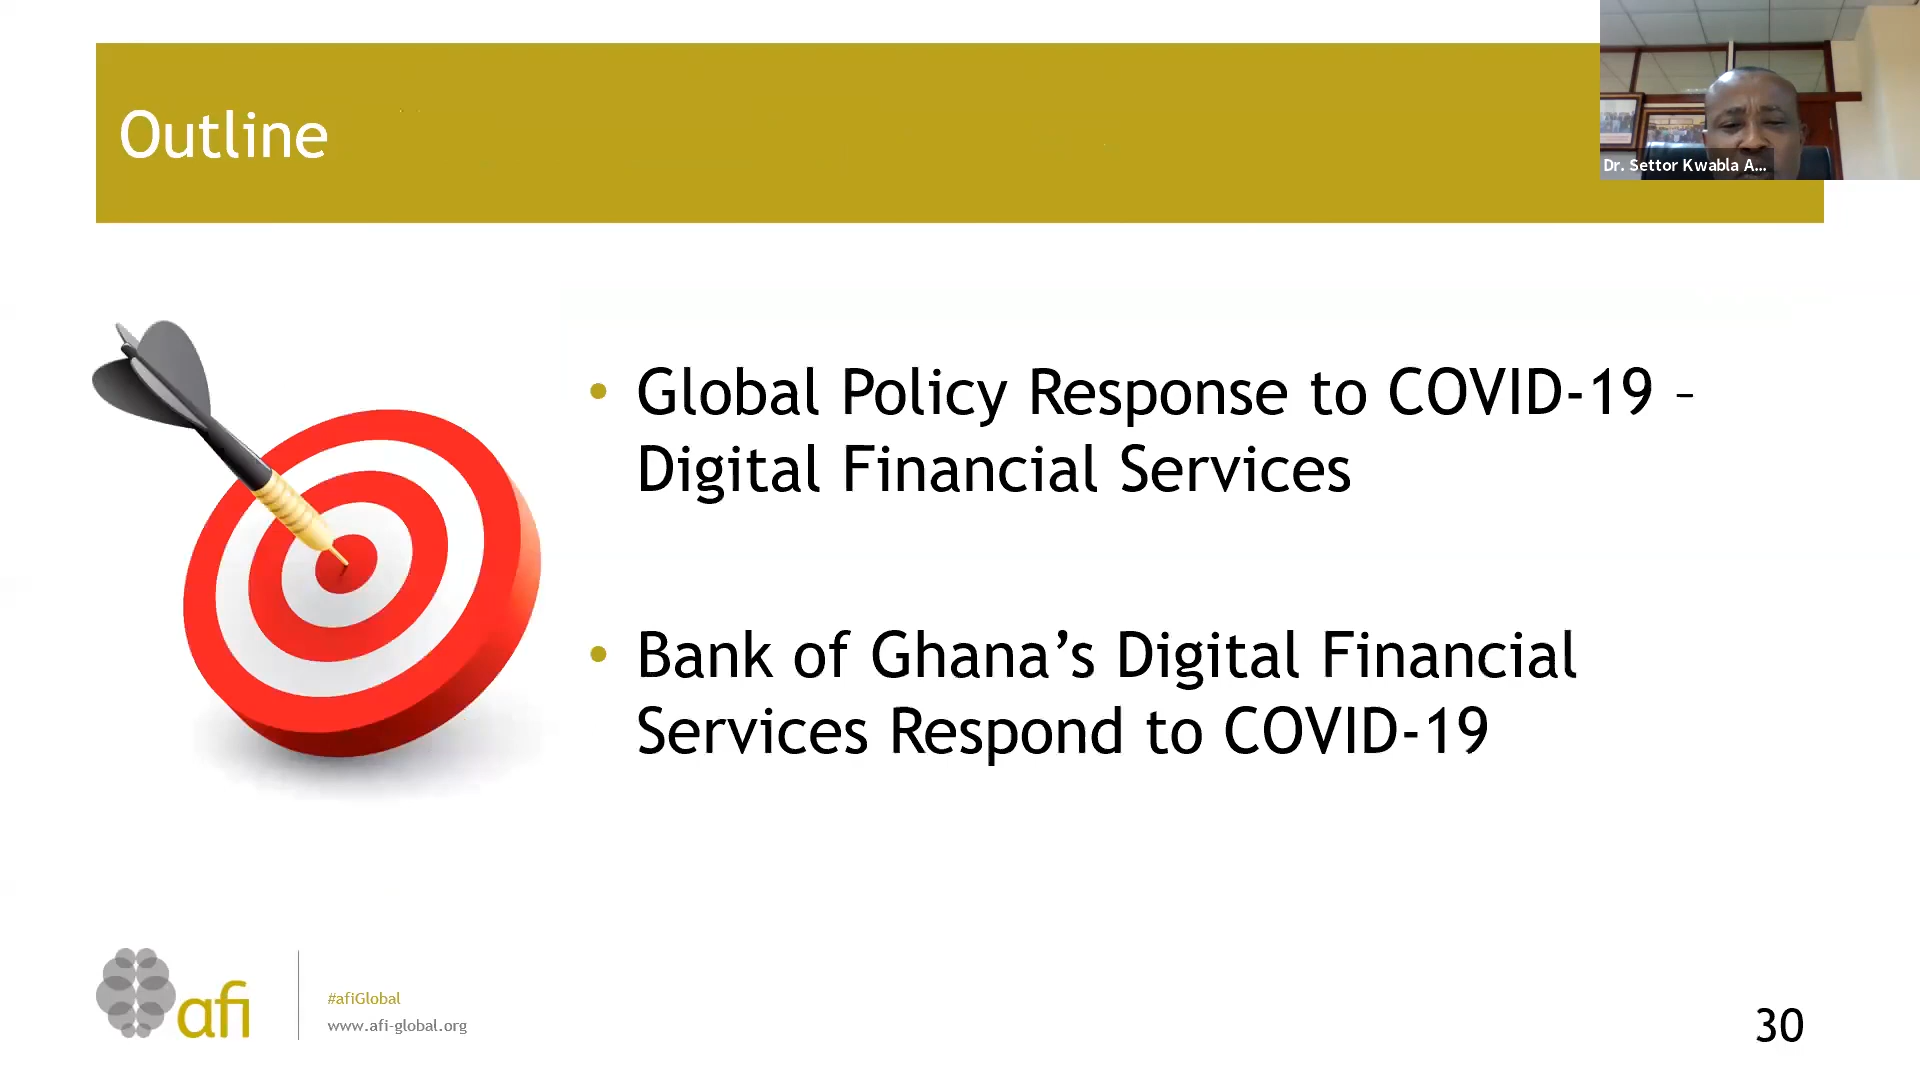 Outline
Dr. Settor Kwabla A...
• Global Policy Response to COVID-19 –
Digital Financial Services
• Bank of Ghana’s Digital Financial
Services Respond to COVID-19
afi
#afiGlobal
www.afi-global.org
30